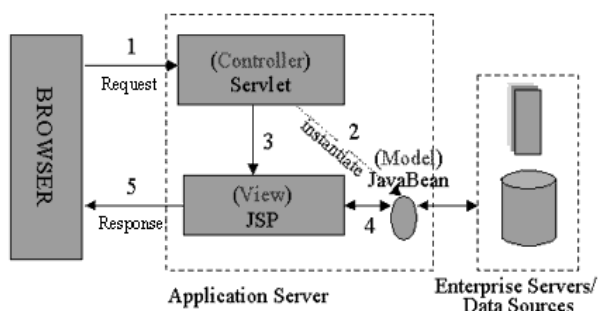 BROWSER
1
Request
(Controller)
Servlet
2
Instantiate
3
(Model)
JavaBean
5
Response
(View)
JSP
4
Application Server
Enterprise Servers/
Data Sources